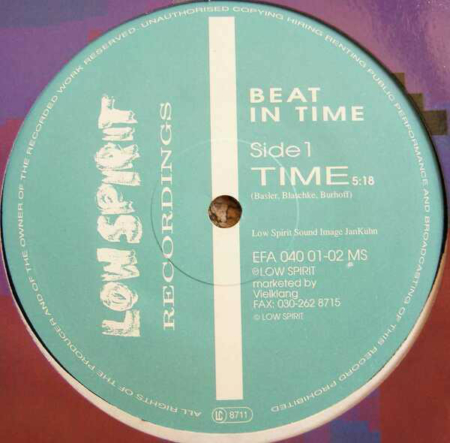 ALL RIGHTS OF THE PRODUCER AND OF THE OWNER OF THE RECORDED WORK RESERVED. UNAUTHORISED COPYING HIRING RENTING PUBLIC PERFORMANCE AND BROADCASTING OF THIS RECORD PROHIBITED
LOW SPIRIT
RECORDINGS
BEAT
IN TIME
Side 1
TIME 5:18
(Butler, Blaschke, Buthoff)
Low Spirit Sound Image JanKuhn
EFA 040 01-02 MS
℗ LOW SPIRIT
marketed by
Vielklang
FAX: 030-262 8715
© LOW SPIRIT
LC 8711